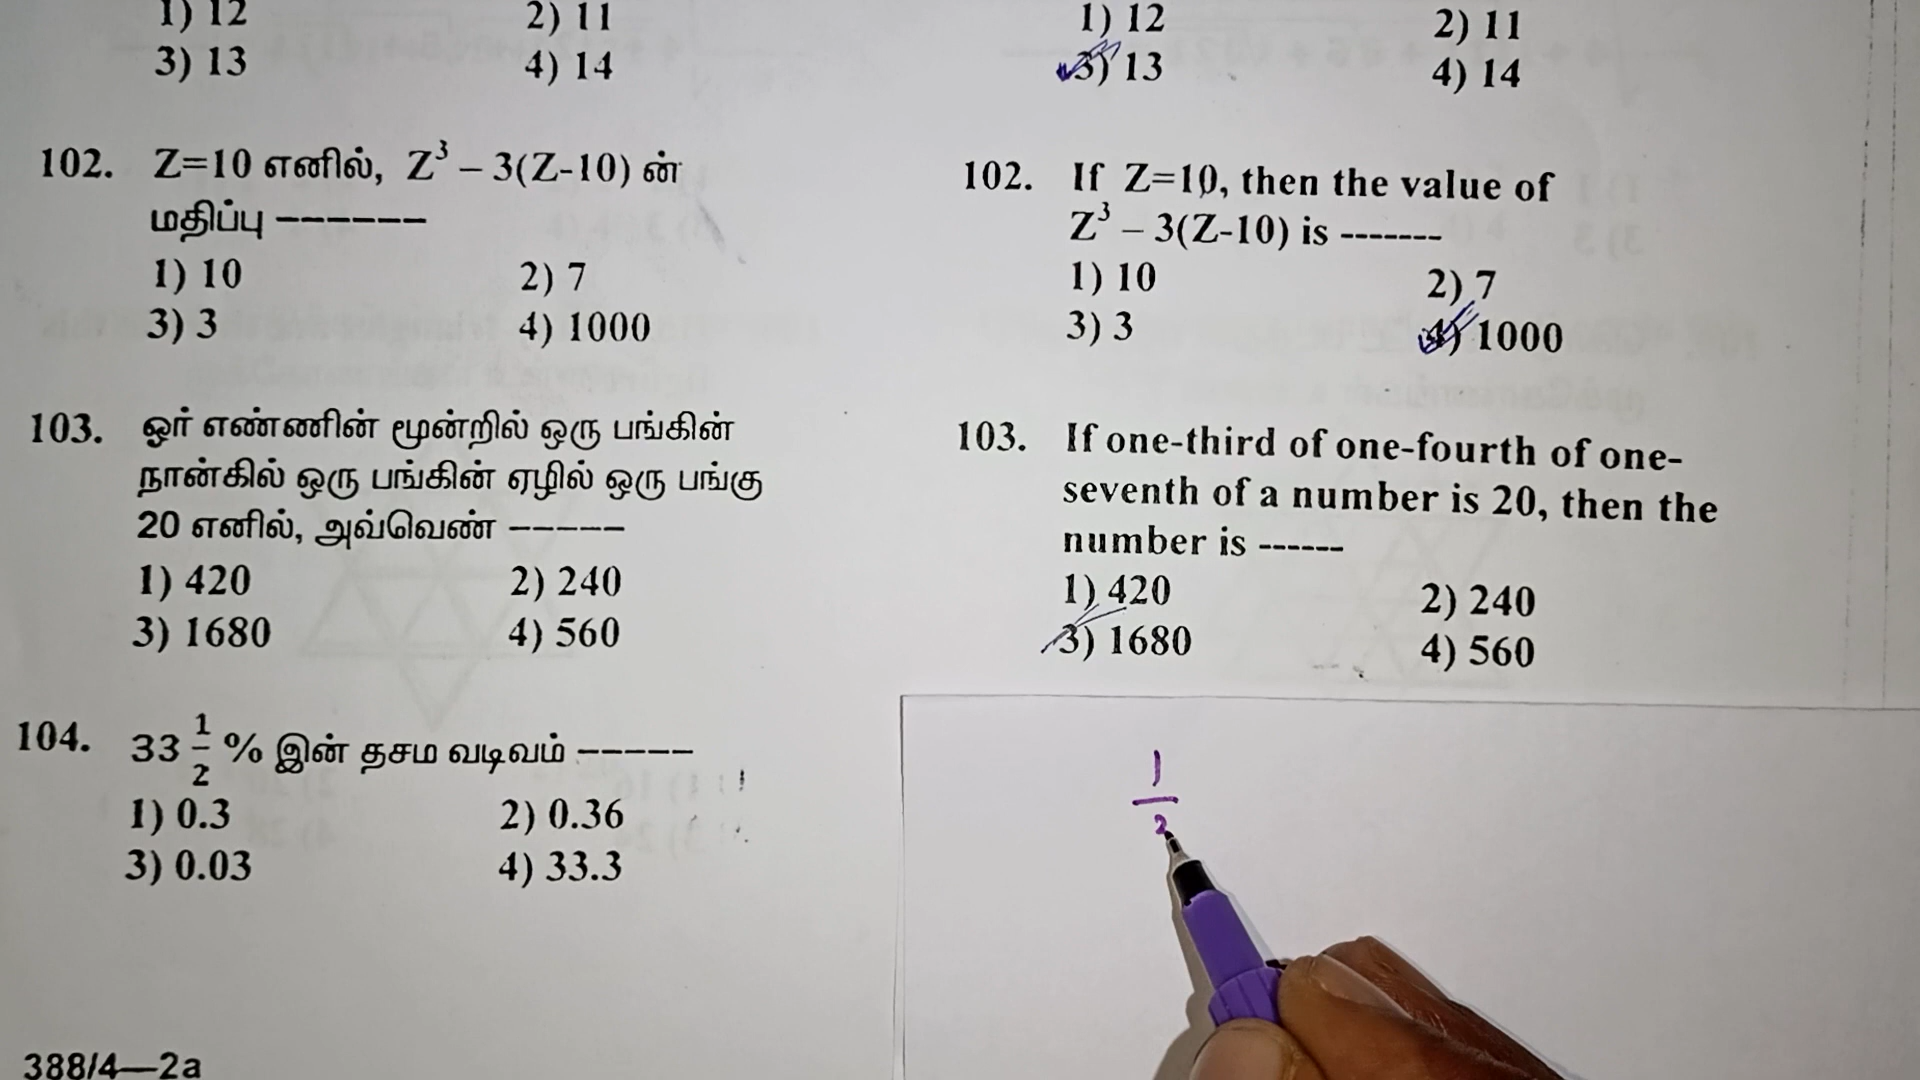 1) 12 2) 11
3) 13 4) 14
102. Z=10 எனில், Z³ – 3(Z-10) ன்
மதிப்பு ------
1) 10 2) 7
3) 3 4) 1000
103. ஓர் எண்ணின் மூன்றில் ஒரு பங்கின்
நான்கில் ஒரு பங்கின் ஏழில் ஒரு பங்கு
20 எனில், அவ்வெண் -----
1) 420 2) 240
3) 1680 4) 560
104. 33 1/2 % இன் தசம வடிவம் -----
1) 0.3 2) 0.36
3) 0.03 4) 33.3
388/4—2a
1) 12 2) 11
3) 13 4) 14
102. If Z=10, then the value of
Z³ – 3(Z-10) is -------
1) 10 2) 7
3) 3 4) 1000
103. If one-third of one-fourth of one-
seventh of a number is 20, then the
number is ------
1) 420 2) 240
3) 1680 4) 560
1
2